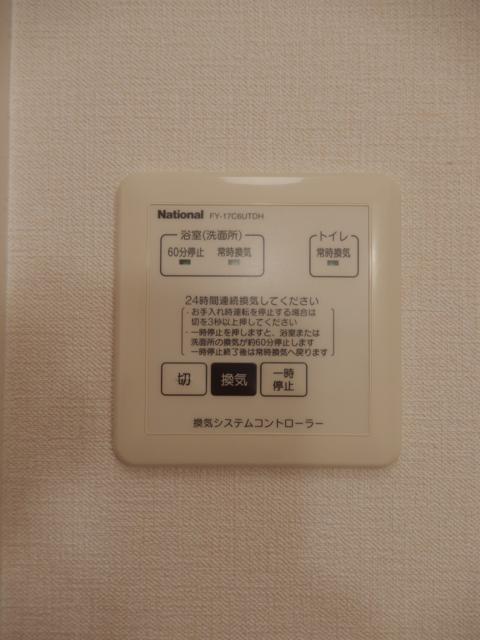 National FY-17C6UTDH
浴室(洗面所)
トイレ
60分停止 常時換気
常時換気
24時間連続換気してください
・お手入れ時運転を停止する場合は
切を3秒以上押してください
・一時停止を押しますと、浴室または
洗面所の換気が約60分停止します
一時停止終了後は常時換気へ戻ります
切
換気
一時
停止
換気システムコントローラー